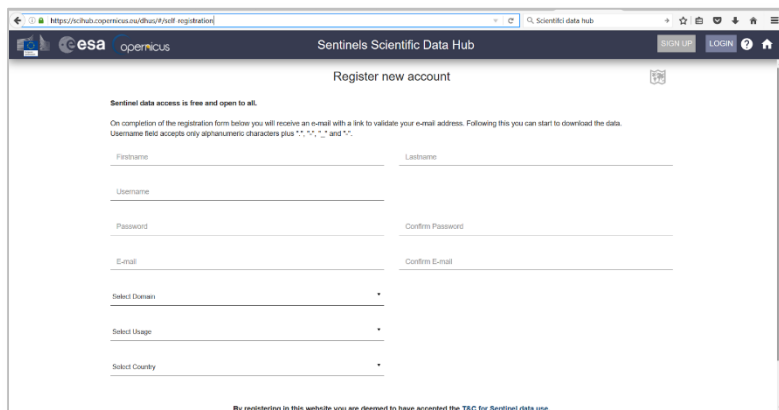 https://scihub.copernicus.eu/dhus/#/self-registration
Scientifci data hub
esa
opernicus
Sentinels Scientific Data Hub
SIGN UP
LOGIN
Register new account
Sentinel data access is free and open to all.
On completion of the registration form below you will receive an e-mail with a link to validate your e-mail address. Following this you can start to download the data.
Username field accepts only alphanumeric characters plus ".", "-", "_" and "-".
Firstname
Lastname
Username
Password
Confirm Password
E-mail
Confirm E-mail
Select Domain
Select Usage
Select Country
By registering in this website you are deemed to have accepted the T&C for Sentinel data use.